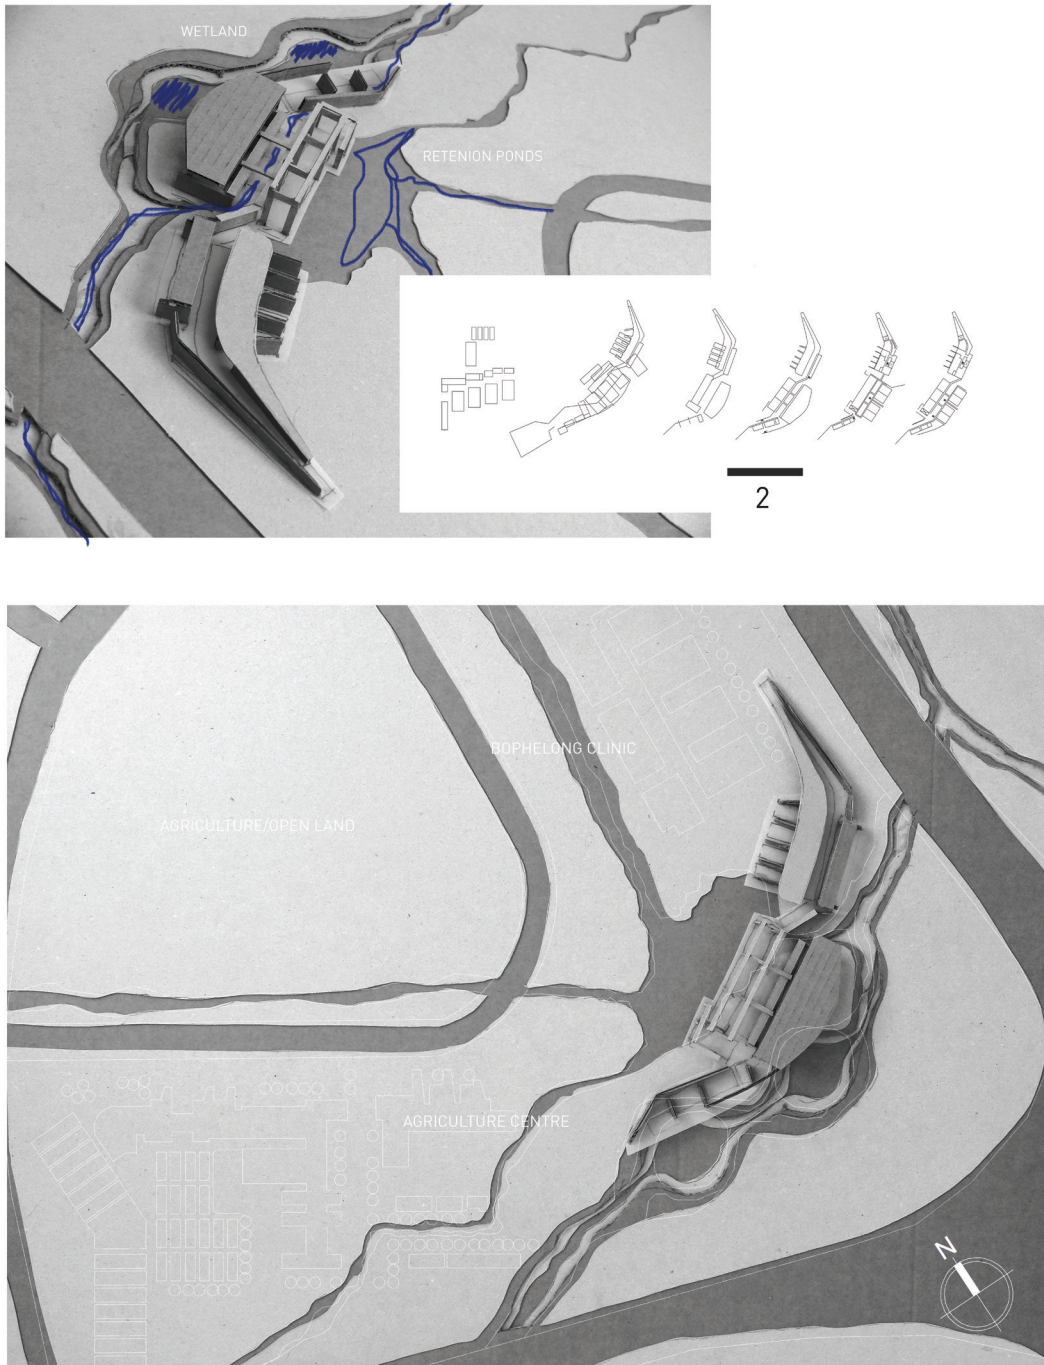 WETLAND
RETENION PONDS
2
BOPHELONG CLINIC
AGRICULTURE/OPEN LAND
AGRICULTURE CENTRE
N